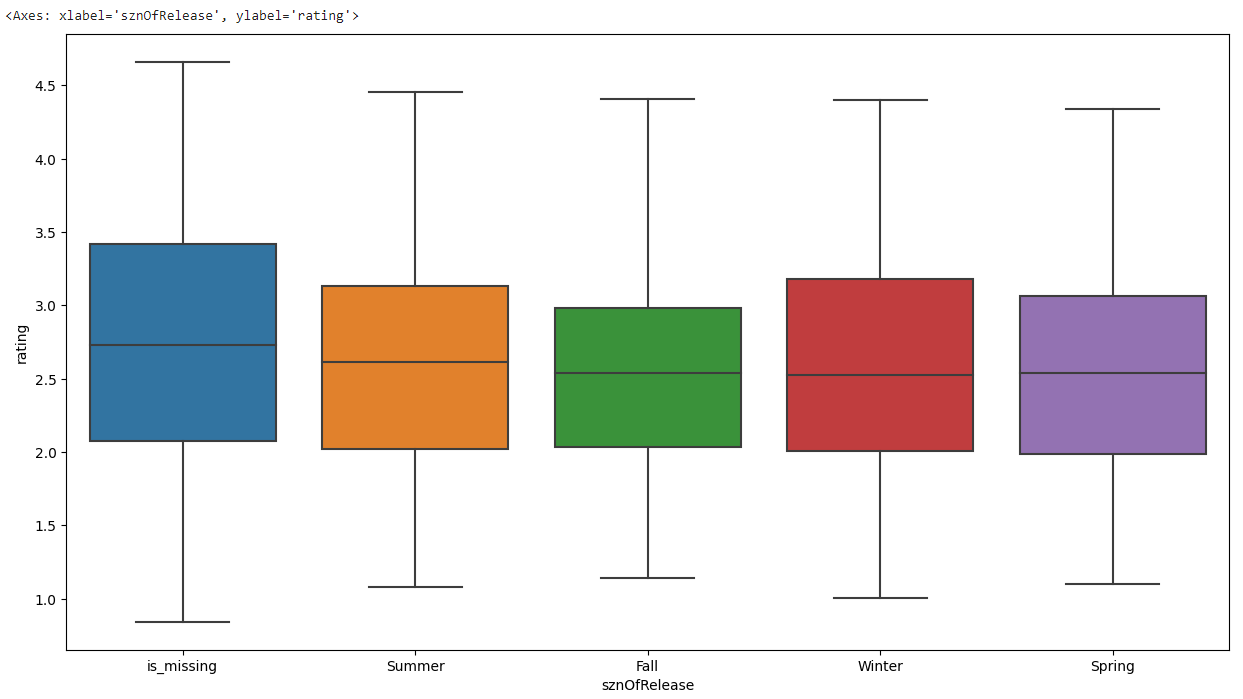 <Axes: xlabel='sznOfRelease', ylabel='rating'>
4.5
4.0
3.5
3.0
2.5
2.0
1.5
1.0
rating
is_missing Summer Fall Winter Spring
sznOfRelease